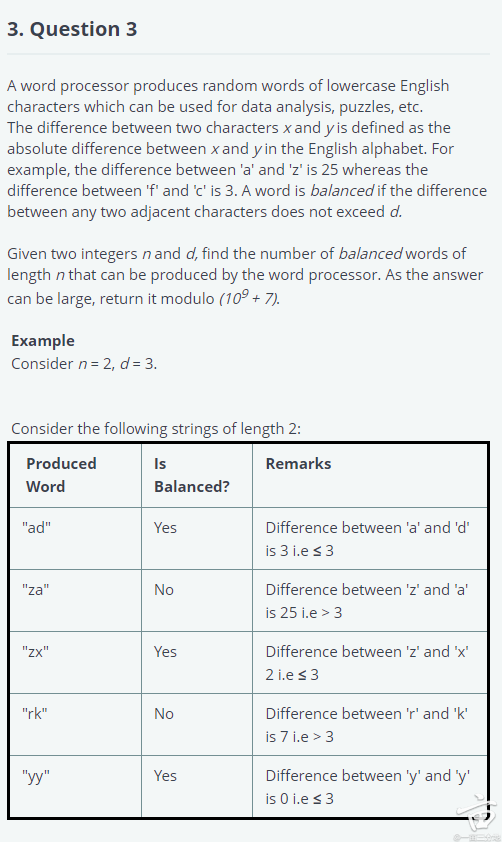 3. Question 3
A word processor produces random words of lowercase English
characters which can be used for data analysis, puzzles, etc.
The difference between two characters x and y is defined as the
absolute difference between x and y in the English alphabet. For
example, the difference between 'a' and 'z' is 25 whereas the
difference between 'f' and 'c' is 3. A word is balanced if the difference
between any two adjacent characters does not exceed d.
Given two integers n and d, find the number of balanced words of
length n that can be produced by the word processor. As the answer
can be large, return it modulo (10⁹ + 7).
Example
Consider n = 2, d = 3.
Consider the following strings of length 2:
Produced Word Is Balanced? Remarks
"ad" Yes Difference between 'a' and 'd'
is 3 i.e ≤ 3
"za" No Difference between 'z' and 'a'
is 25 i.e > 3
"zx" Yes Difference between 'z' and 'x'
2 i.e ≤ 3
"rk" No Difference between 'r' and 'k'
is 7 i.e > 3
"yy" Yes Difference between 'y' and 'y'
is 0 i.e ≤ 3